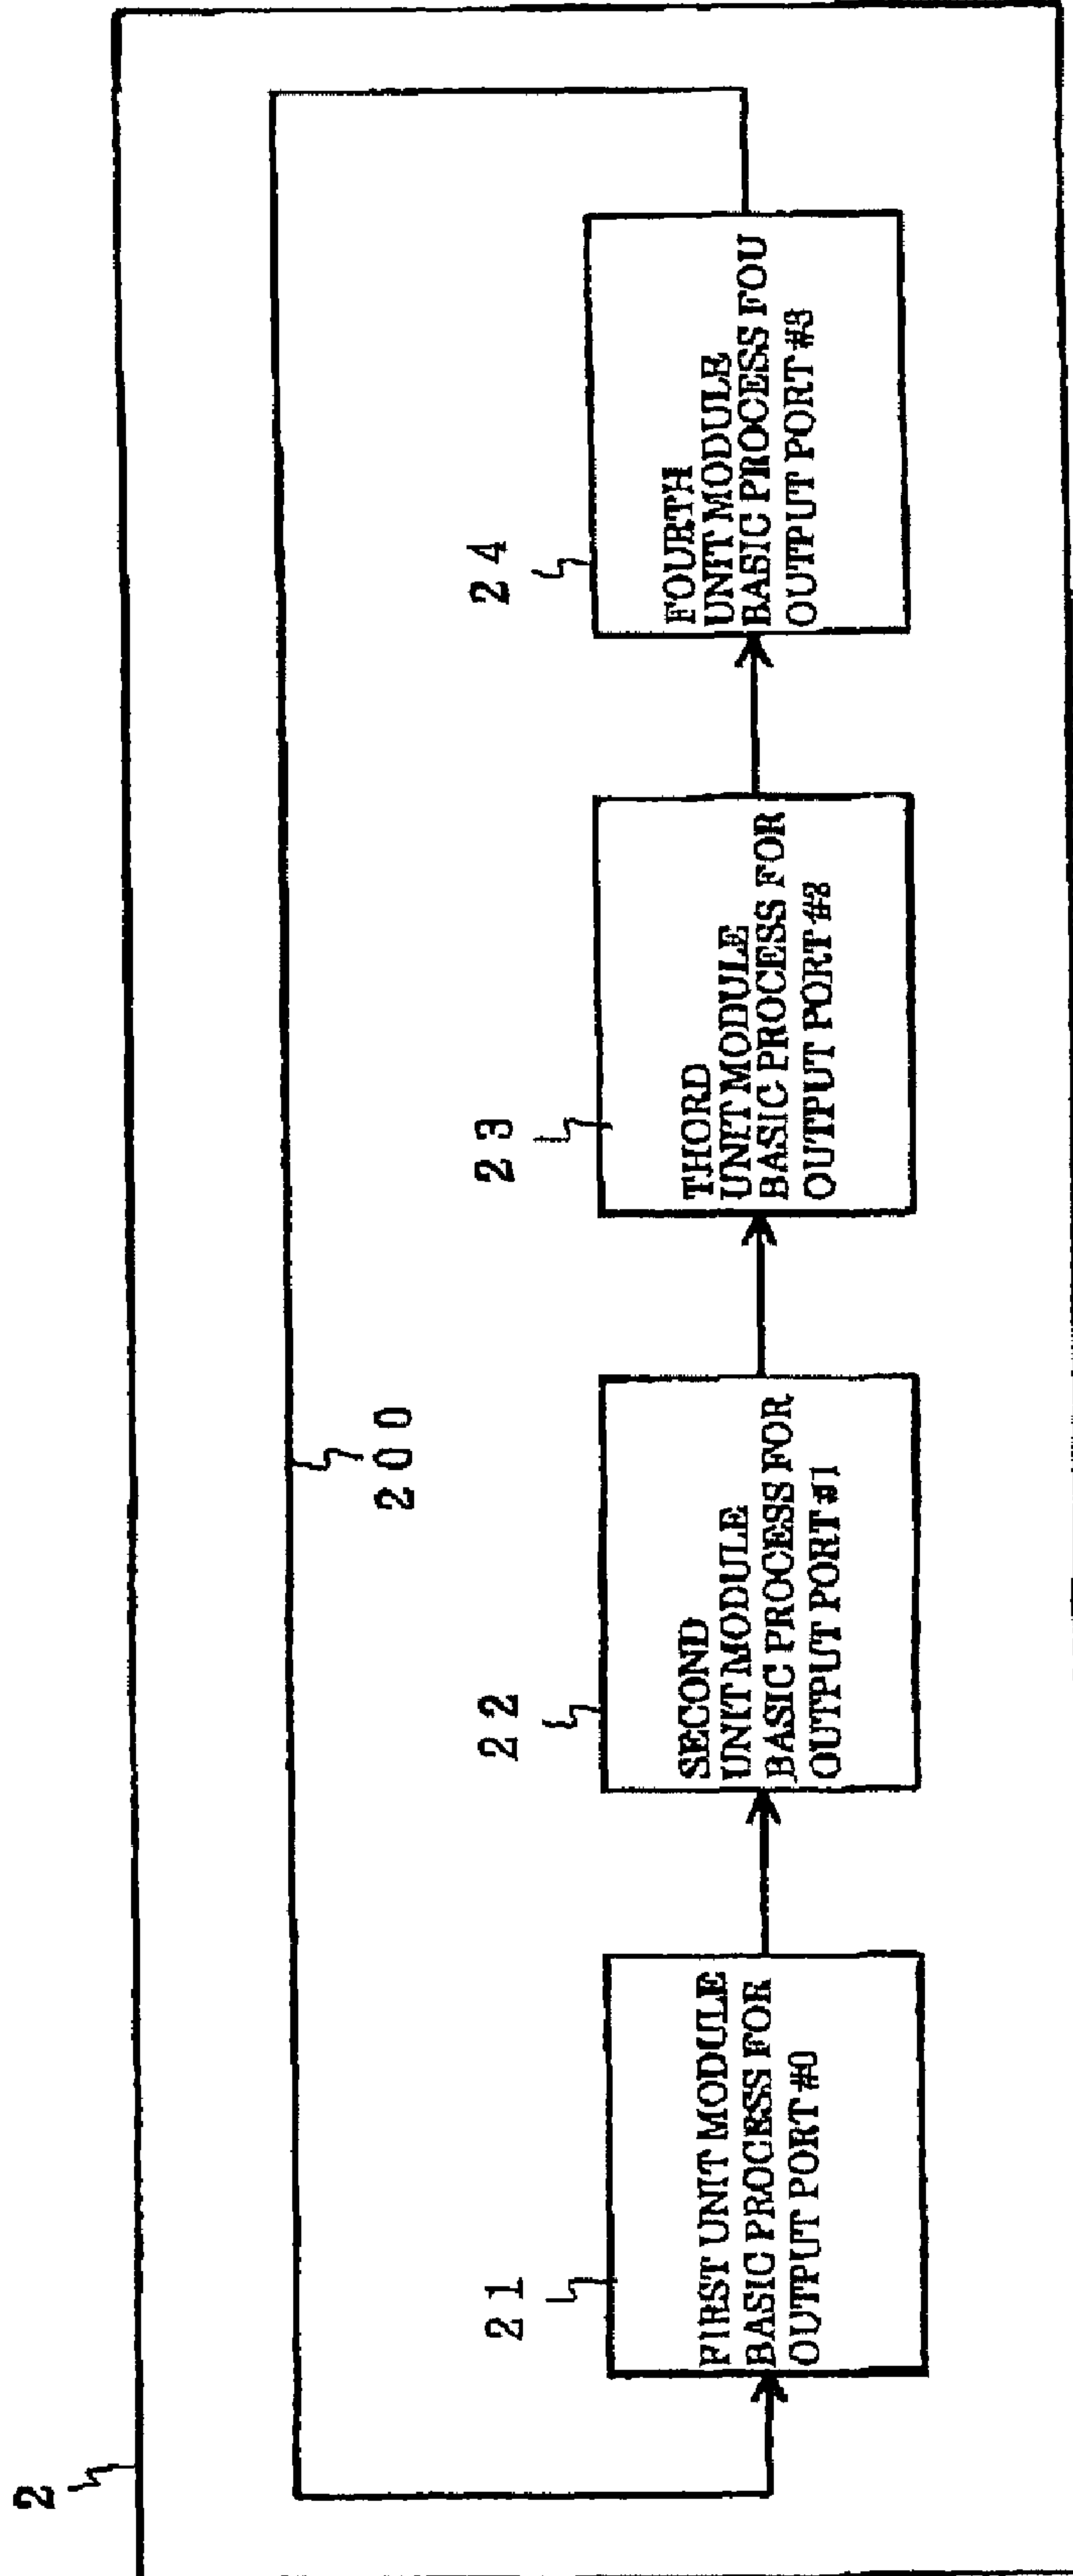 2
200
21
FIRST UNIT MODULE
BASIC PROCESS FOR
OUTPUT PORT #0
22
SECOND
UNIT MODULE
BASIC PROCESS FOR
OUTPUT PORT #1
23
THORD
UNIT MODULE
BASIC PROCESS FOR
OUTPUT PORT #2
24
FOURTH
UNIT MODULE
BASIC PROCESS FOU
OUTPUT PORT #3